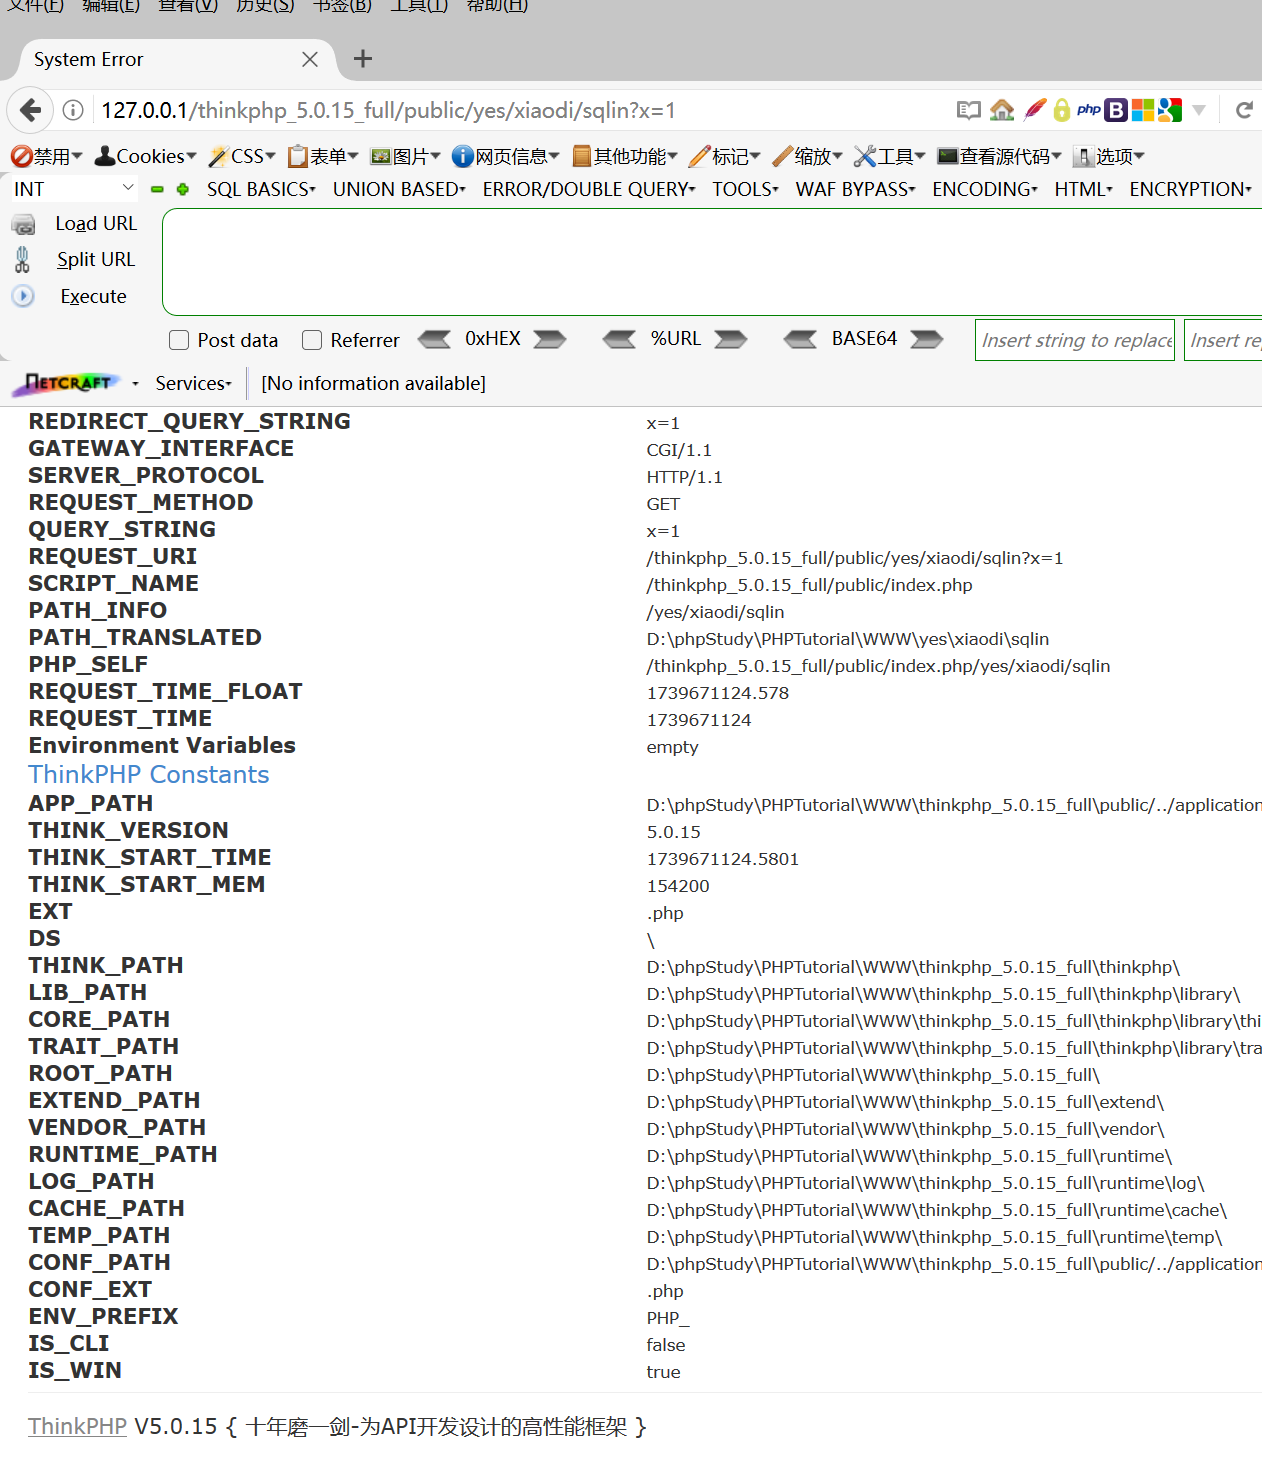 文件(F) 编辑(E) 查看(V) 历史(S) 书签(B) 工具(T) 帮助(H)
System Error
127.0.0.1/thinkphp_5.0.15_full/public/yes/xiaodi/sqlin?x=1 php B
禁用 Cookies CSS 表单 图片 网页信息 其他功能 标记 缩放 工具 查看源代码 选项
INT SQL BASICS UNION BASED ERROR/DOUBLE QUERY TOOLS WAF BYPASS ENCODING HTML ENCRYPTION
Load URL
Split URL
Execute
Post data Referrer 0xHEX %URL BASE64 Insert string to replace Insert rep
NETCRAFT Services [No information available]
REDIRECT_QUERY_STRING x=1
GATEWAY_INTERFACE CGI/1.1
SERVER_PROTOCOL HTTP/1.1
REQUEST_METHOD GET
QUERY_STRING x=1
REQUEST_URI /thinkphp_5.0.15_full/public/yes/xiaodi/sqlin?x=1
SCRIPT_NAME /thinkphp_5.0.15_full/public/index.php
PATH_INFO /yes/xiaodi/sqlin
PATH_TRANSLATED D:\phpStudy\PHPTutorial\WWW\yes\xiaodi\sqlin
PHP_SELF /thinkphp_5.0.15_full/public/index.php/yes/xiaodi/sqlin
REQUEST_TIME_FLOAT 1739671124.578
REQUEST_TIME 1739671124
Environment Variables empty
ThinkPHP Constants
APP_PATH D:\phpStudy\PHPTutorial\WWW\thinkphp_5.0.15_full\public/../application
THINK_VERSION 5.0.15
THINK_START_TIME 1739671124.5801
THINK_START_MEM 154200
EXT .php
DS \
THINK_PATH D:\phpStudy\PHPTutorial\WWW\thinkphp_5.0.15_full\thinkphp\
LIB_PATH D:\phpStudy\PHPTutorial\WWW\thinkphp_5.0.15_full\thinkphp\library\
CORE_PATH D:\phpStudy\PHPTutorial\WWW\thinkphp_5.0.15_full\thinkphp\library\thi
TRAIT_PATH D:\phpStudy\PHPTutorial\WWW\thinkphp_5.0.15_full\thinkphp\library\tra
ROOT_PATH D:\phpStudy\PHPTutorial\WWW\thinkphp_5.0.15_full\
EXTEND_PATH D:\phpStudy\PHPTutorial\WWW\thinkphp_5.0.15_full\extend\
VENDOR_PATH D:\phpStudy\PHPTutorial\WWW\thinkphp_5.0.15_full\vendor\
RUNTIME_PATH D:\phpStudy\PHPTutorial\WWW\thinkphp_5.0.15_full\runtime\
LOG_PATH D:\phpStudy\PHPTutorial\WWW\thinkphp_5.0.15_full\runtime\log\
CACHE_PATH D:\phpStudy\PHPTutorial\WWW\thinkphp_5.0.15_full\runtime\cache\
TEMP_PATH D:\phpStudy\PHPTutorial\WWW\thinkphp_5.0.15_full\runtime\temp\
CONF_PATH D:\phpStudy\PHPTutorial\WWW\thinkphp_5.0.15_full\public/../application
CONF_EXT .php
ENV_PREFIX PHP_
IS_CLI false
IS_WIN true
ThinkPHP V5.0.15 { 十年磨一剑-为API开发设计的高性能框架 }